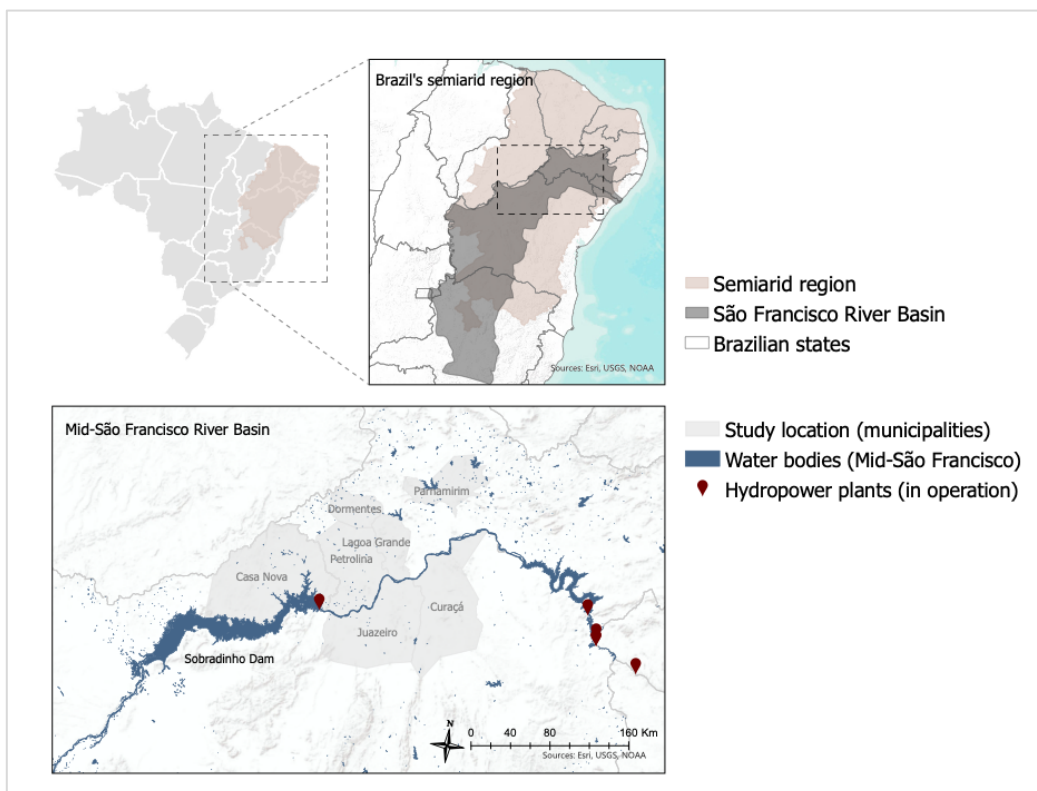 Brazil's semiarid region
Sources: Esri, USGS, NOAA
Semiarid region
São Francisco River Basin
Brazilian states
Mid-São Francisco River Basin
Parnamirim
Dormentes
Lagoa Grande
Petrolina
Casa Nova
Curaçá
Juazeiro
Sobradinho Dam
N
0 40 80 160 Km
Sources: Esri, USGS, NOAA
Study location (municipalities)
Water bodies (Mid-São Francisco)
Hydropower plants (in operation)